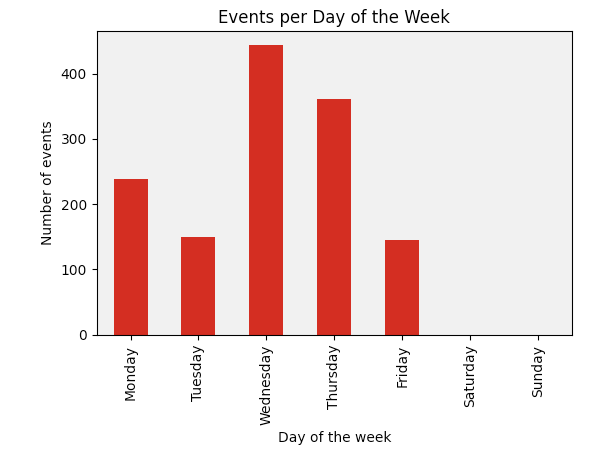 Events per Day of the Week
Number of events
400
300
200
100
0
Monday
Tuesday
Wednesday
Thursday
Friday
Saturday
Sunday
Day of the week